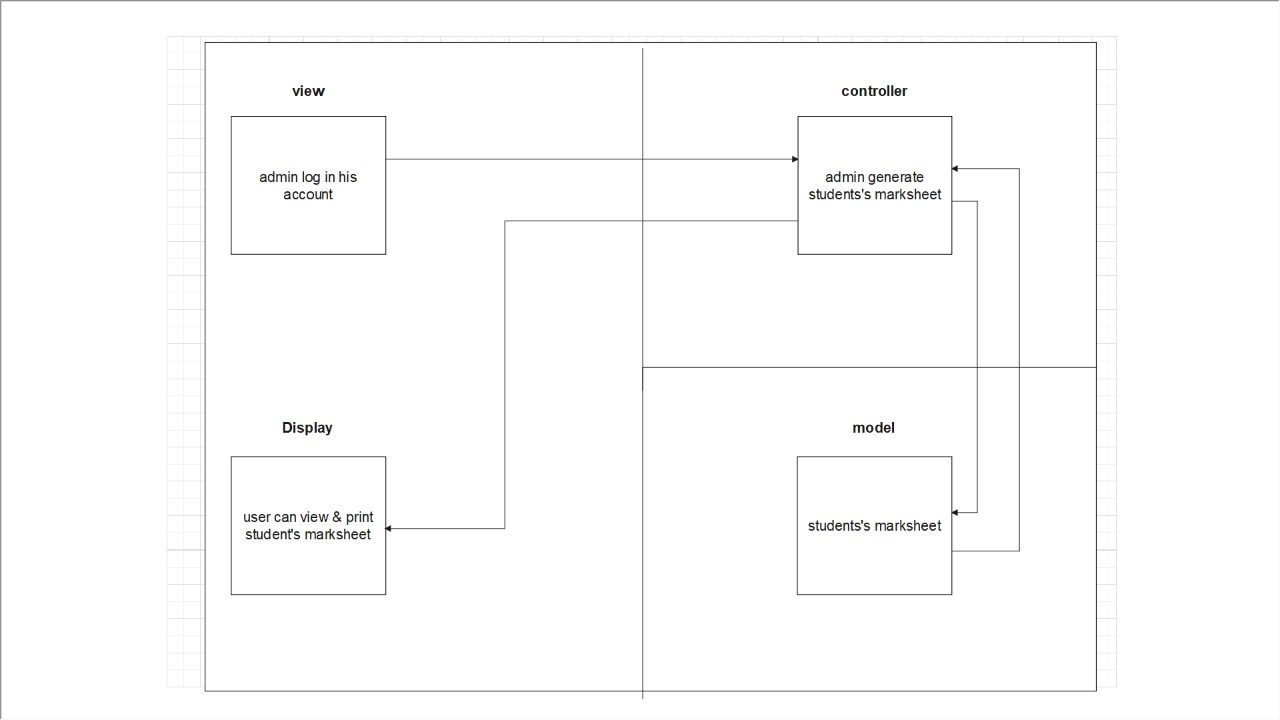 view
admin log in his
account
controller
admin generate
students's marksheet
Display
user can view & print
student's marksheet
model
students's marksheet